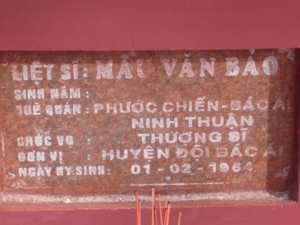 LIỆT SĨ: MẤU VĂN BẢO
SINH NĂM:
QUÊ QUÁN: PHƯỚC CHIẾN-BÁC ÁI
NINH THUẬN
CHỨC VỤ: THƯỢNG SĨ
ĐƠN VỊ: HUYỆN ĐỘI BÁC ÁI
NGÀY HY SINH: 01-02-1964